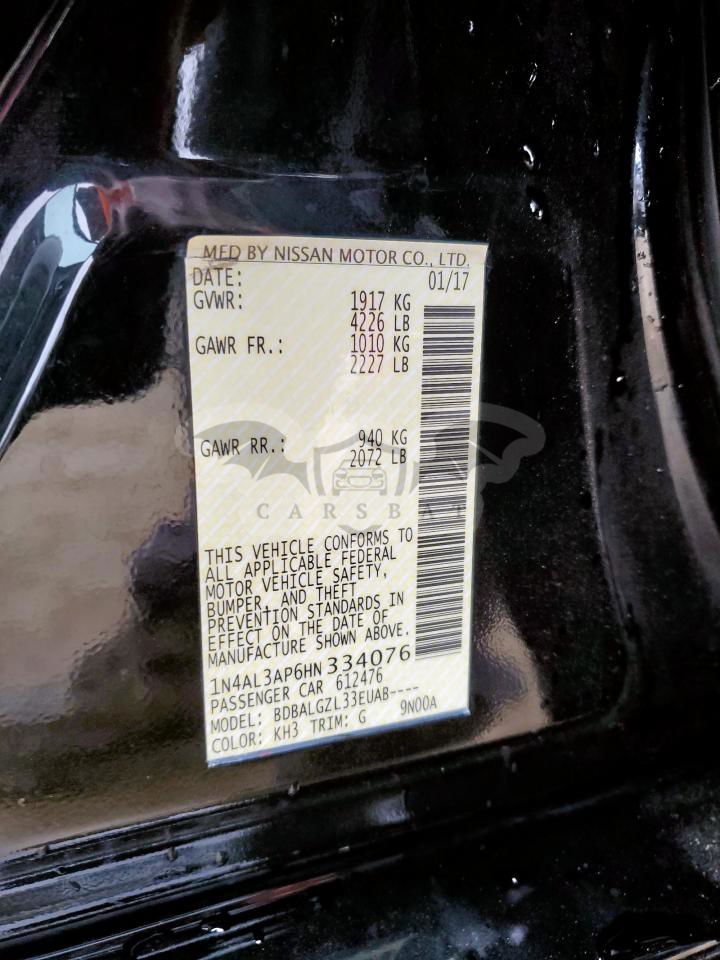 MFD BY NISSAN MOTOR CO., LTD.
DATE: 01/17
GVWR: 1917 KG
4226 LB
GAWR FR.: 1010 KG
2227 LB
GAWR RR.: 940 KG
2072 LB
CARSBAT
THIS VEHICLE CONFORMS TO
ALL APPLICABLE FEDERAL
MOTOR VEHICLE SAFETY,
BUMPER, AND THEFT
PREVENTION STANDARDS IN
EFFECT ON THE DATE OF
MANUFACTURE SHOWN ABOVE.
1N4AL3AP6HN334076
PASSENGER CAR 612476
MODEL: BDBALGZL33EUAB----
COLOR: KH3 TRIM: G 9N00A